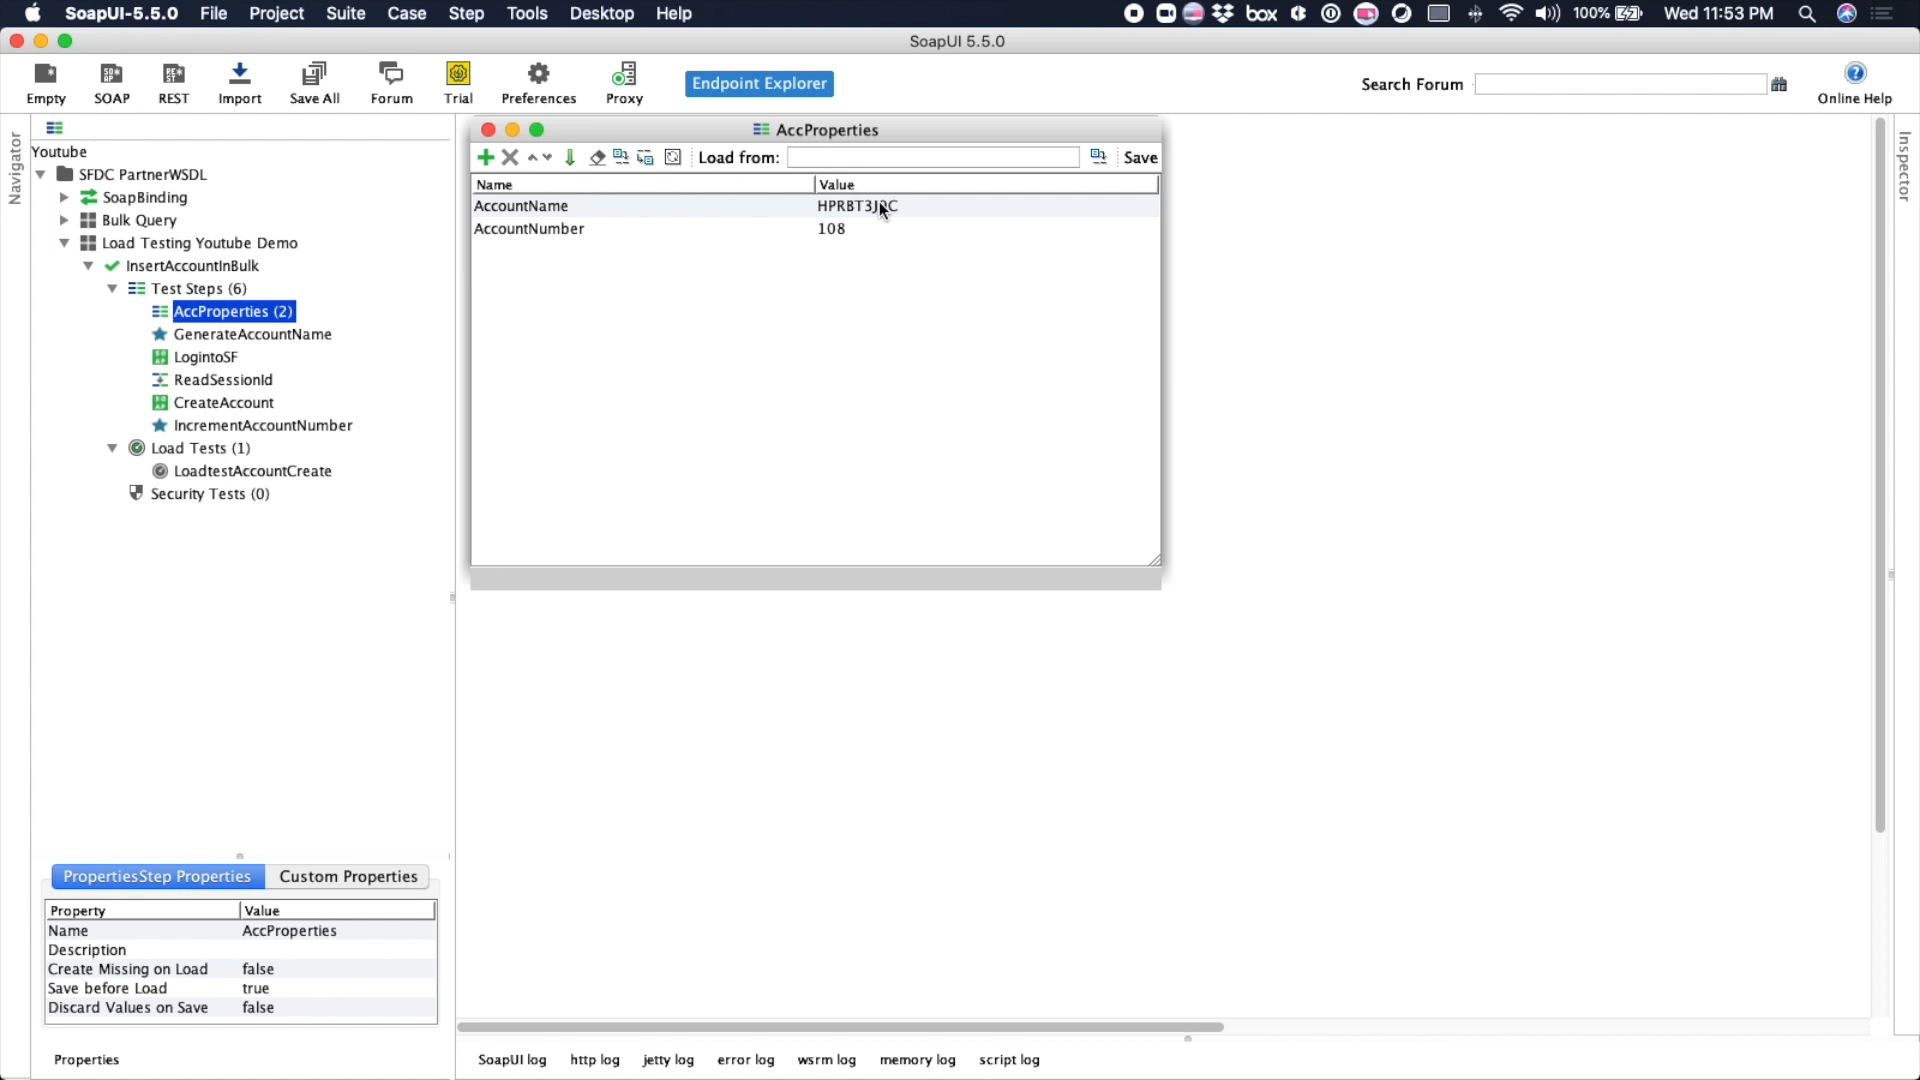 SoapUI-5.5.0 File Project Suite Case Step Tools Desktop Help box 100% Wed 11:53 PM
SoapUI 5.5.0
Empty SOAP REST Import Save All Forum Trial Preferences Proxy Endpoint Explorer Search Forum Online Help
Navigator
Inspector
Youtube
SFDC PartnerWSDL
SoapBinding
Bulk Query
Load Testing Youtube Demo
InsertAccountInBulk
Test Steps (6)
AccProperties (2)
GenerateAccountName
LogintoSF
ReadSessionId
CreateAccount
IncrementAccountNumber
Load Tests (1)
LoadtestAccountCreate
Security Tests (0)
AccProperties
Load from: Save
Name Value
AccountName
AccountNumber 108
PropertiesStep Properties Custom Properties
Property Value
Name AccProperties
Description
Create Missing on Load false
Save before Load true
Discard Values on Save false
Properties
SoapUI log http log jetty log error log wsrm log memory log script log